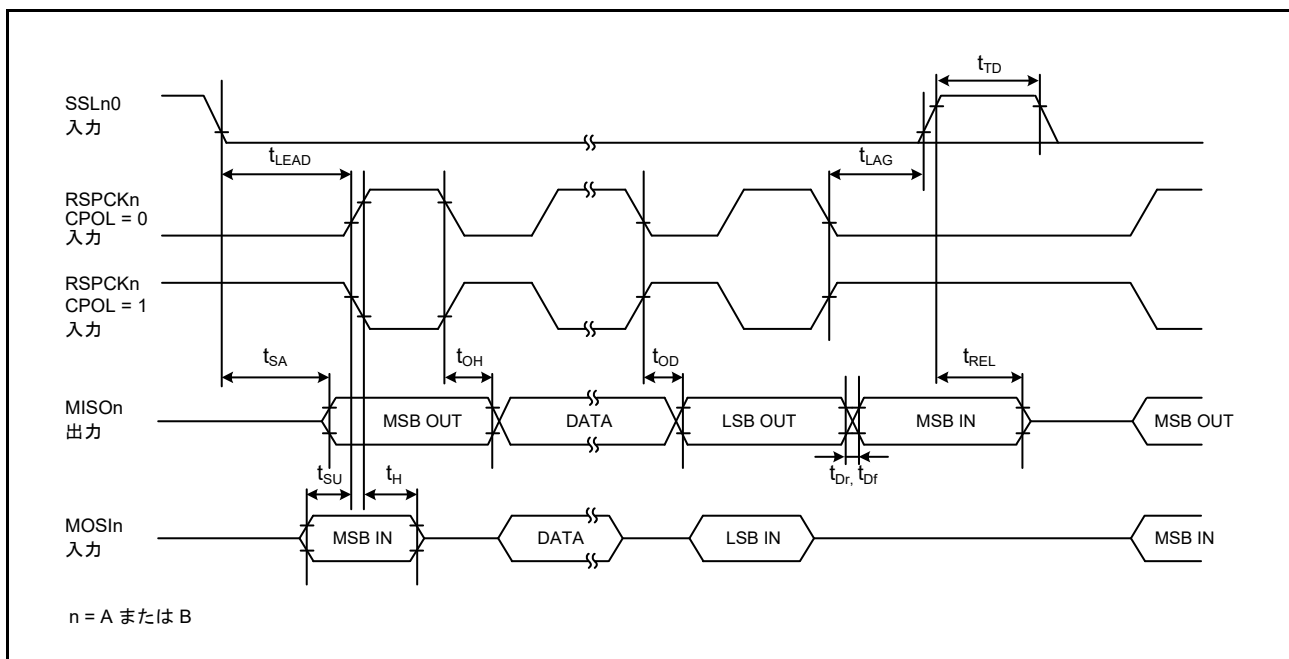 SSLn0
入力
tTD
tLEAD
tLAG
RSPCKn
CPOL = 0
入力
RSPCKn
CPOL = 1
入力
tSA
tOH
tOD
tREL
MISOn
出力
MSB OUT
DATA
LSB OUT
MSB IN
MSB OUT
tSU
tH
tDr, tDf
MOSIn
入力
MSB IN
DATA
LSB IN
MSB IN
n = A または B